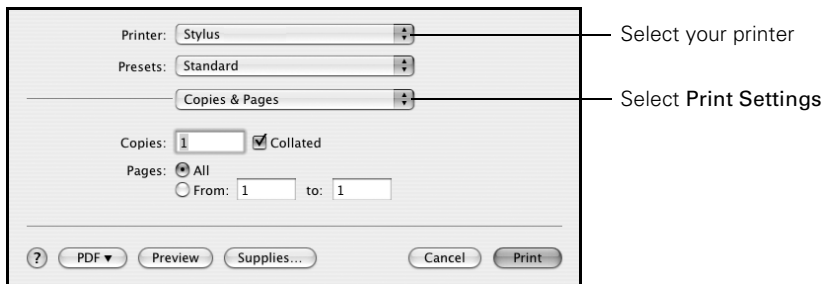 Printer: Stylus Select your printer
Presets: Standard
Copies & Pages Select Print Settings
Copies: 1 Collated
Pages: All
From: 1 to: 1
? PDF Preview Supplies... Cancel Print